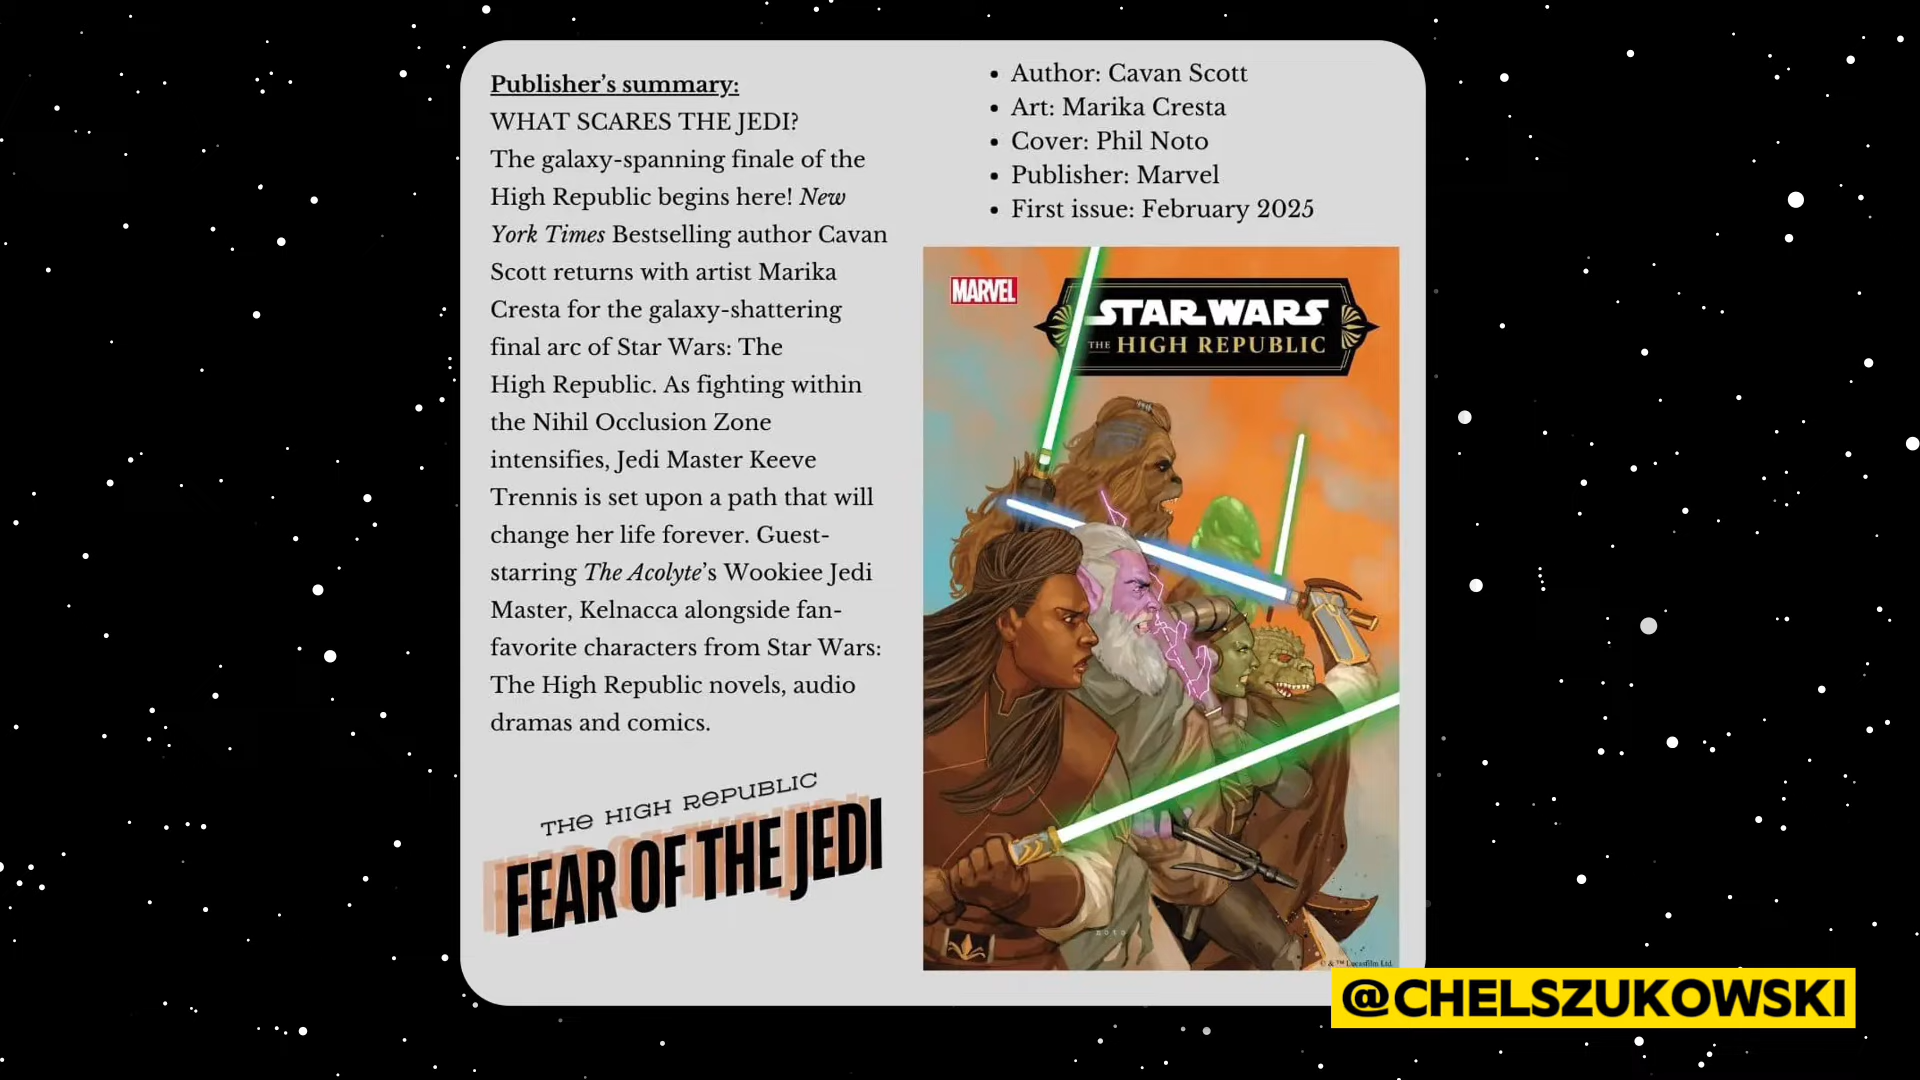 Publisher’s summary:
WHAT SCARES THE JEDI?
The galaxy-spanning finale of the
High Republic begins here! New
York Times Bestselling author Cavan
Scott returns with artist Marika
Cresta for the galaxy-shattering
final arc of Star Wars: The
High Republic. As fighting within
the Nihil Occlusion Zone
intensifies, Jedi Master Keeve
Trennis is set upon a path that will
change her life forever. Guest-
starring The Acolyte’s Wookiee Jedi
Master, Kelnacca alongside fan-
favorite characters from Star Wars:
The High Republic novels, audio
dramas and comics.
THE HIGH REPUBLIC
FEAR OF THE JEDI
• Author: Cavan Scott
• Art: Marika Cresta
• Cover: Phil Noto
• Publisher: Marvel
• First issue: February 2025
MARVEL
STAR WARS
THE HIGH REPUBLIC
noto
© & ™ Lucasfilm Ltd.
@CHELSZUKOWSKI